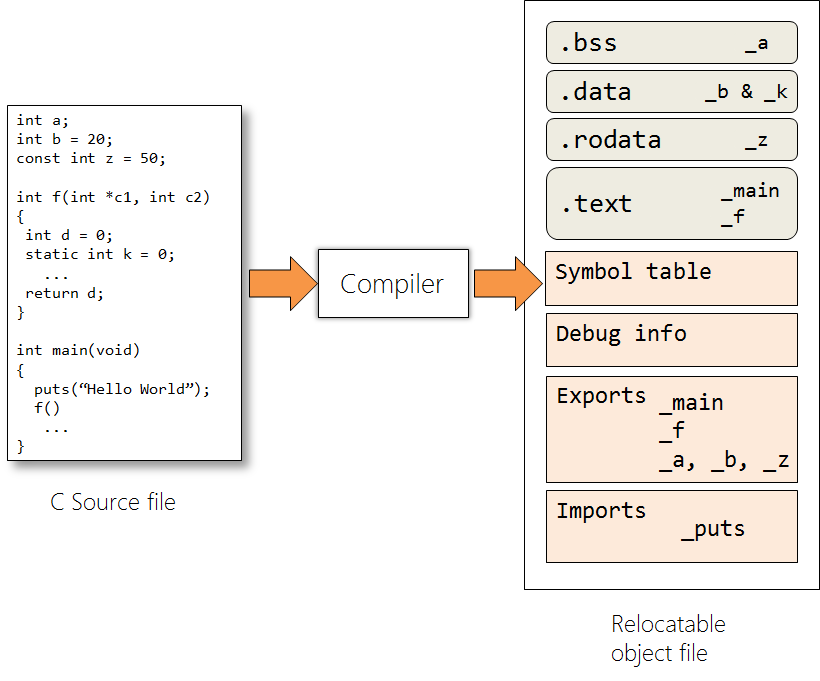 int a;
int b = 20;
const int z = 50;
int f(int *c1, int c2)
{
int d = 0;
static int k = 0;
...
return d;
}
int main(void)
{
puts(“Hello World”);
f()
...
}
C Source file
Compiler
.bss _a
.data _b & _k
.rodata _z
.text _main
_f
Symbol table
Debug info
Exports _main
_f
_a, _b, _z
Imports
_puts
Relocatable
object file